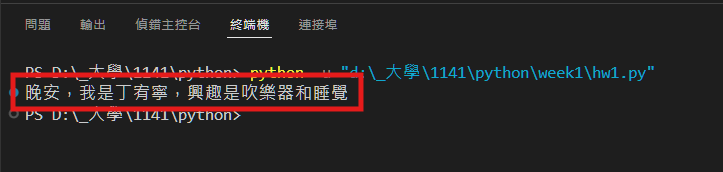 問題 輸出 偵錯主控台 終端機 連接埠
PS D:\_大學\1141\python> python -u "d:\_大學\1141\python\week1\hw1.py"
晚安，我是丁宥寧，興趣是吹樂器和睡覺
PS D:\_大學\1141\python>